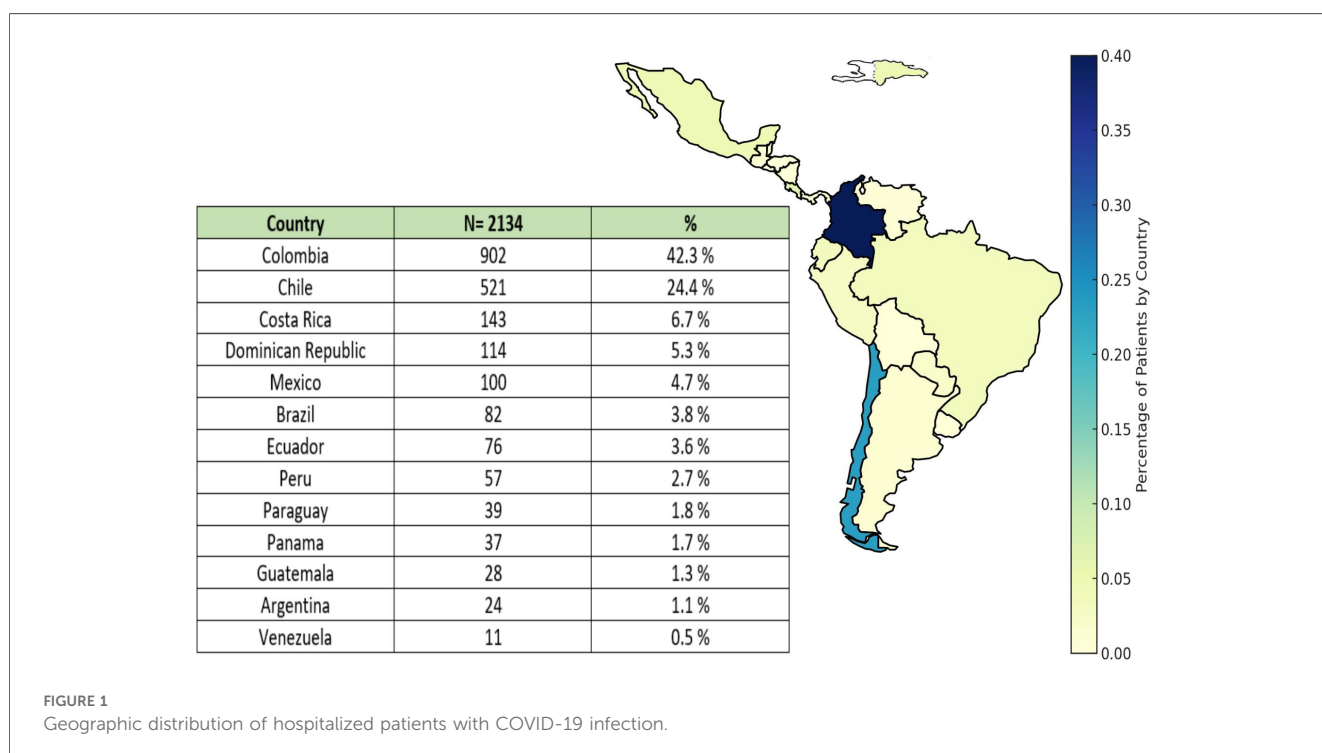 Country N= 2134 %
Colombia 902 42.3 %
Chile 521 24.4 %
Costa Rica 143 6.7 %
Dominican Republic 114 5.3 %
Mexico 100 4.7 %
Brazil 82 3.8 %
Ecuador 76 3.6 %
Peru 57 2.7 %
Paraguay 39 1.8 %
Panama 37 1.7 %
Guatemala 28 1.3 %
Argentina 24 1.1 %
Venezuela 11 0.5 %
0.40
0.35
0.30
0.25
0.20
0.15
0.10
0.05
0.00
Percentage of Patients by Country
FIGURE 1
Geographic distribution of hospitalized patients with COVID-19 infection.